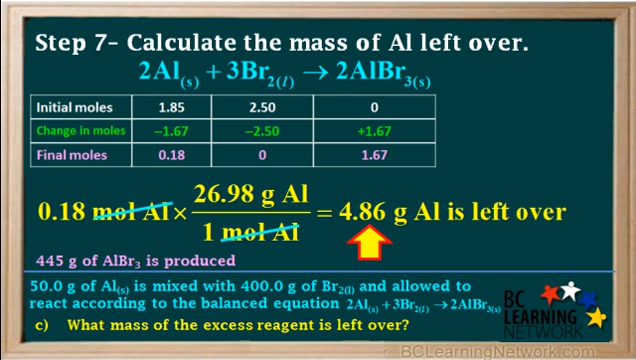 Step 7- Calculate the mass of Al left over.
2Al(s) + 3Br2(l) → 2AlBr3(s)
Initial moles 1.85 2.50 0
Change in moles –1.67 –2.50 +1.67
Final moles 0.18 0 1.67
0.18 mol Al × 26.98 g Al / 1 mol Al = 4.86 g Al is left over
445 g of AlBr3 is produced
50.0 g of Al(s) is mixed with 400.0 g of Br2(l) and allowed to
react according to the balanced equation 2Al(s) + 3Br2(l) → 2AlBr3(s)
c) What mass of the excess reagent is left over?
BC
LEARNING
NETWORK
BCLearningNetwork.com